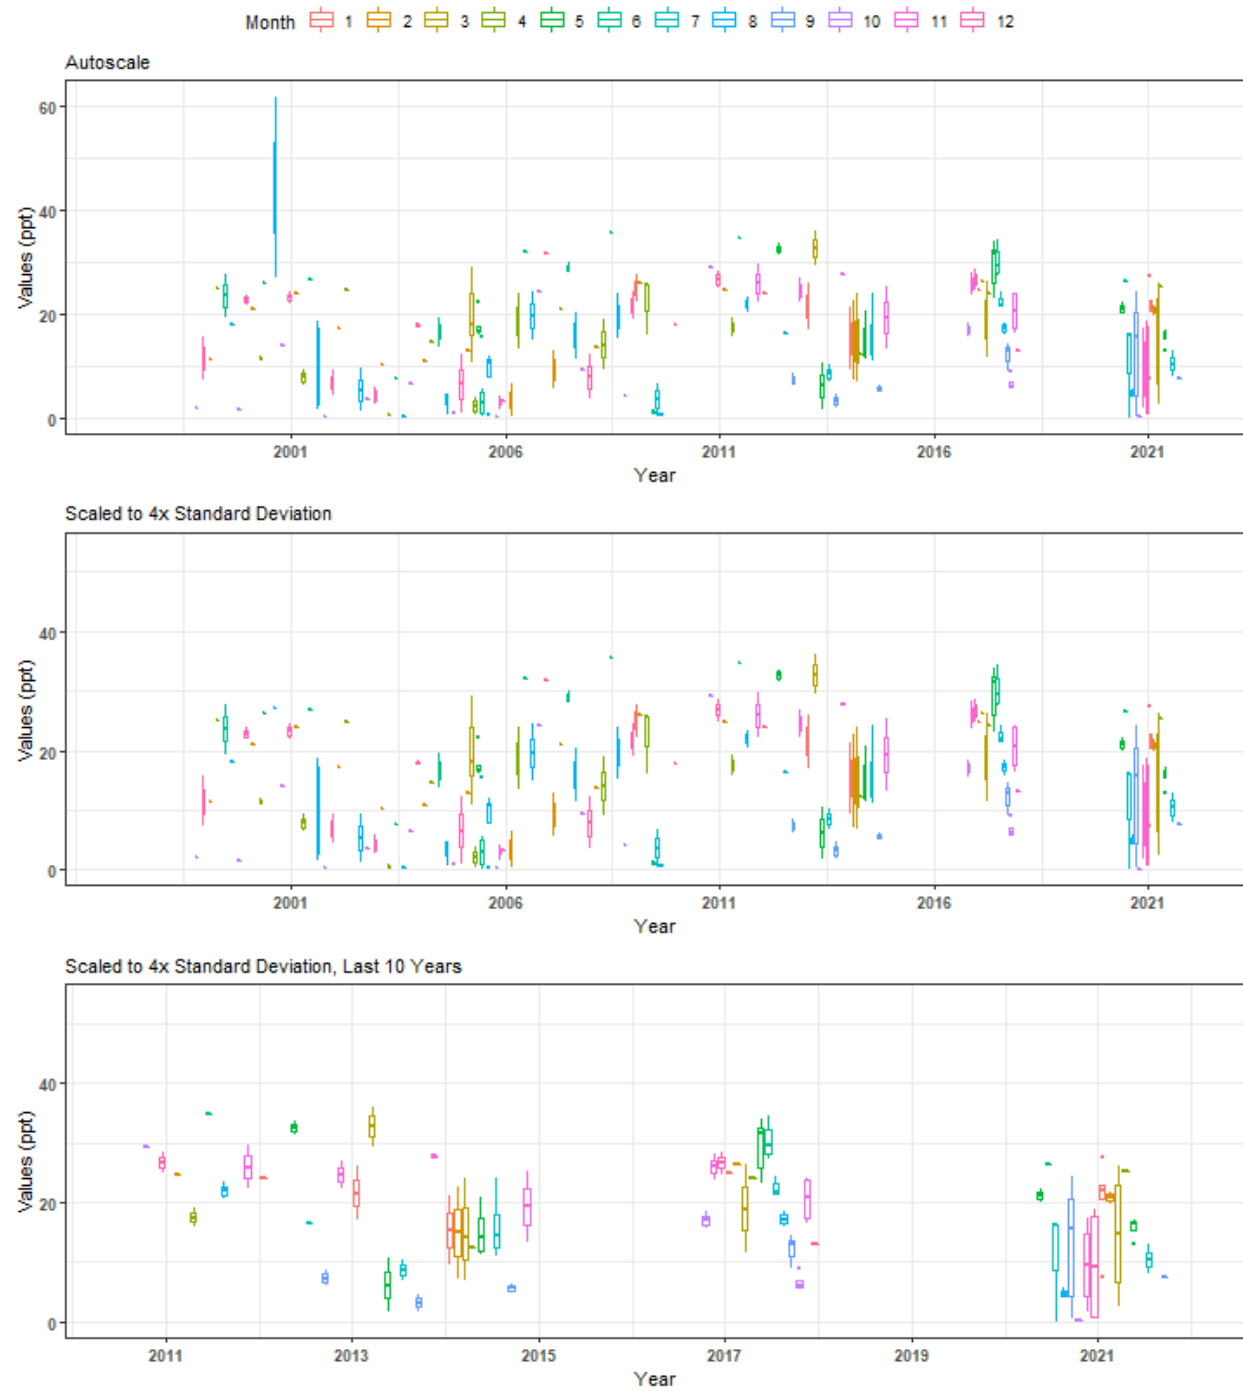 Month 1 2 3 4 5 6 7 8 9 10 11 12
Autoscale
Values (ppt)
60
40
20
0
2001 2006 2011 2016 2021
Year
Scaled to 4x Standard Deviation
Values (ppt)
40
20
0
2001 2006 2011 2016 2021
Year
Scaled to 4x Standard Deviation, Last 10 Years
Values (ppt)
40
20
0
2011 2013 2015 2017 2019 2021
Year